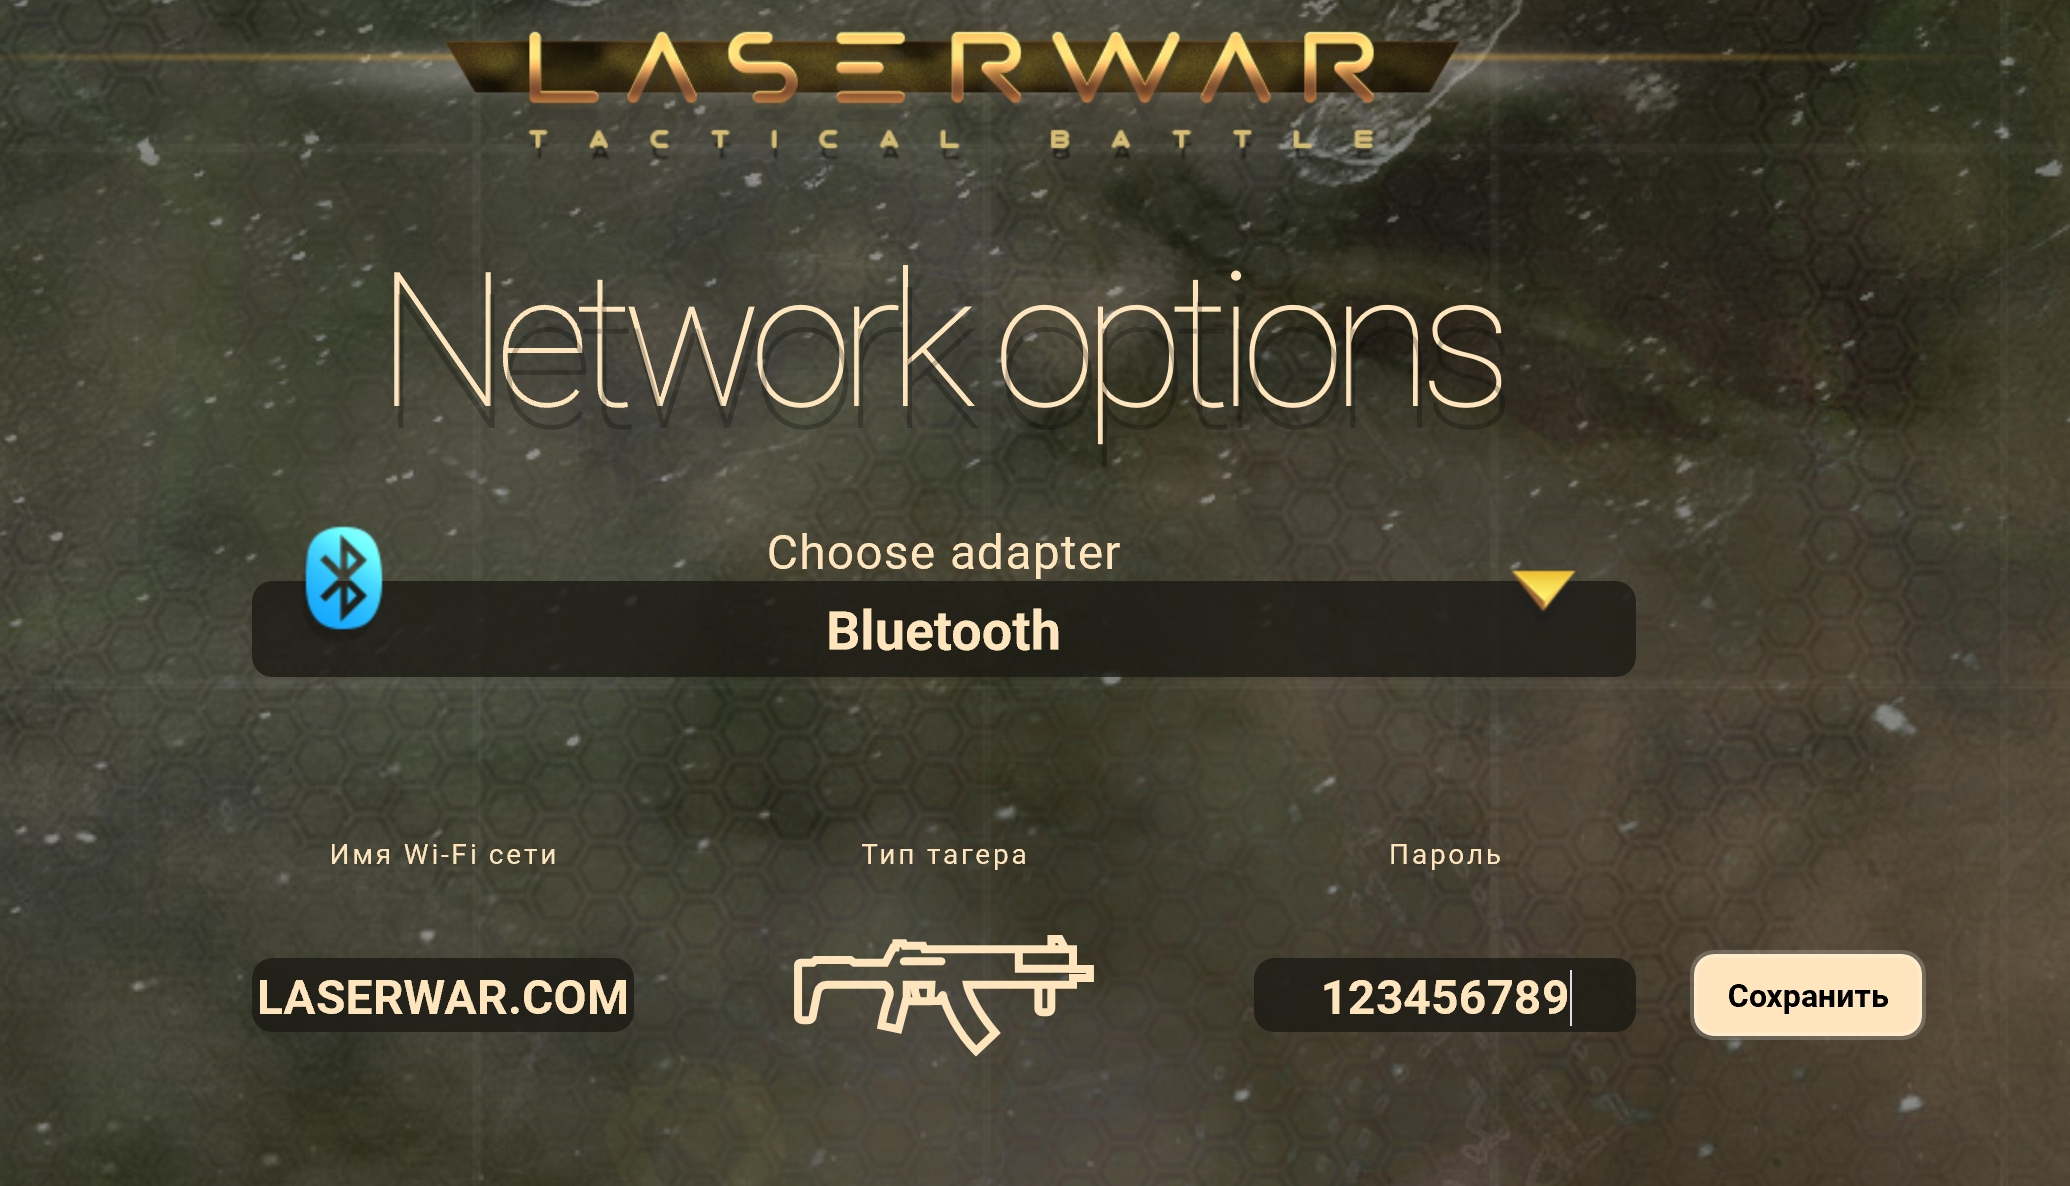 LASERWAR
TACTICAL BATTLE
Network options
Choose adapter
Bluetooth
Имя Wi-Fi сети
Тип тагера
Пароль
LASERWAR.COM
123456789
Сохранить